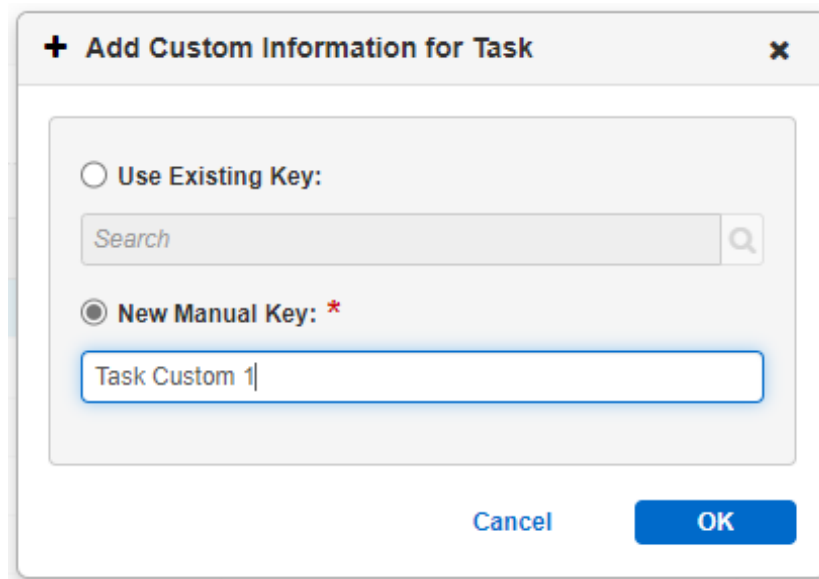 Add Custom Information for Task
Use Existing Key:
Search
New Manual Key: *
Task Custom 1
Cancel
OK